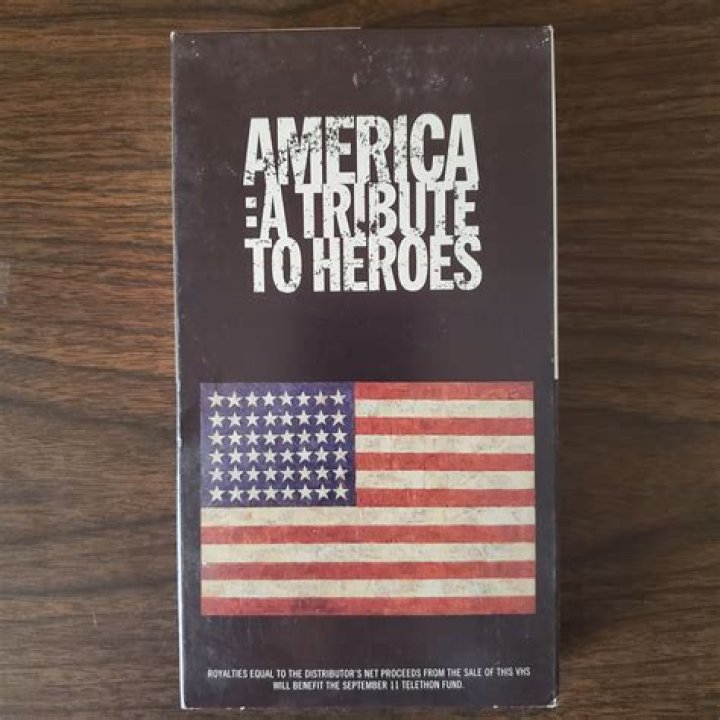 AMERICA
: A TRIBUTE
TO HEROES
ROYALTIES EQUAL TO THE DISTRIBUTOR'S NET PROCEEDS FROM THE SALE OF THIS VHS
WILL BENEFIT THE SEPTEMBER 11 TELETHON FUND.